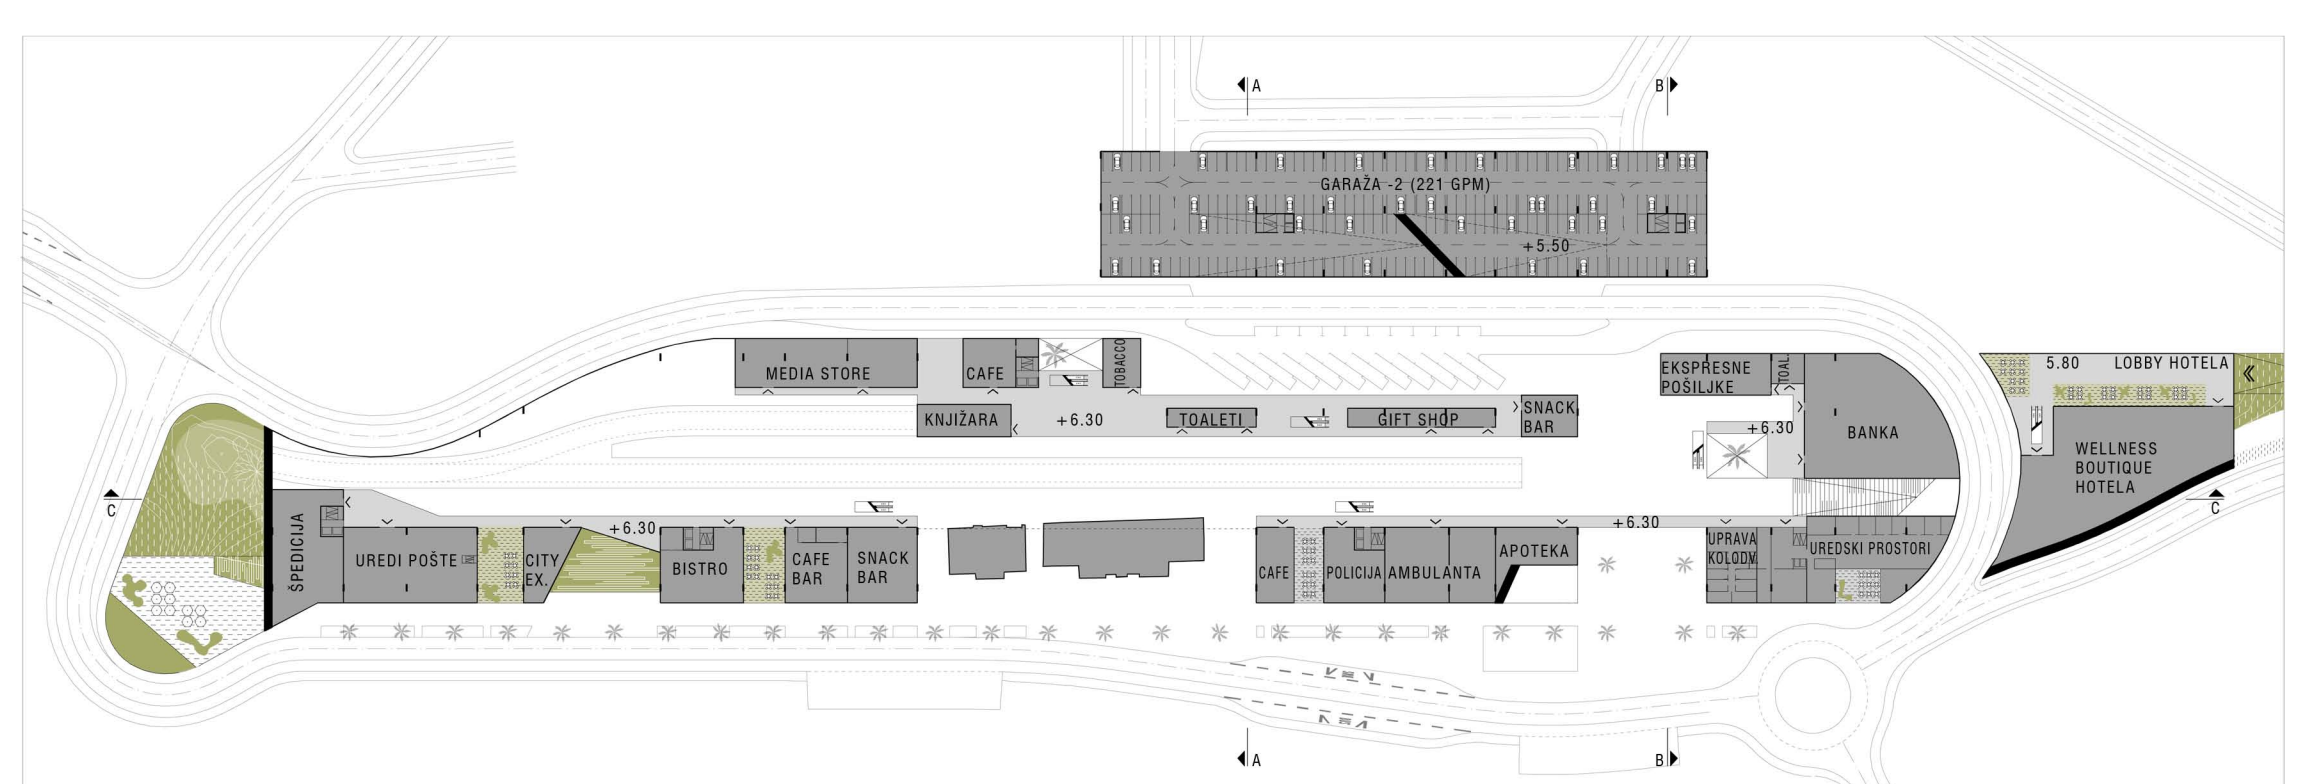 A
B
GARAŽA -2 (221 GPM)
+5.50
MEDIA STORE
CAFE
TOBACCO
KNJIŽARA
+6.30
TOALETI
GIFT SHOP
SNACK
BAR
EKSPRESNE
POŠILJKE
TOAL.
+6.30
BANKA
5.80
LOBBY HOTELA
WELLNESS
BOUTIQUE
HOTELA
C
C
ŠPEDICIJA
UREDI POŠTE
CITY
EX.
+6.30
BISTRO
CAFE
BAR
SNACK
BAR
CAFE
POLICIJA
AMBULANTA
APOTEKA
+6.30
UPRAVA
KOLODV.
UREDSKI PROSTORI
A
B